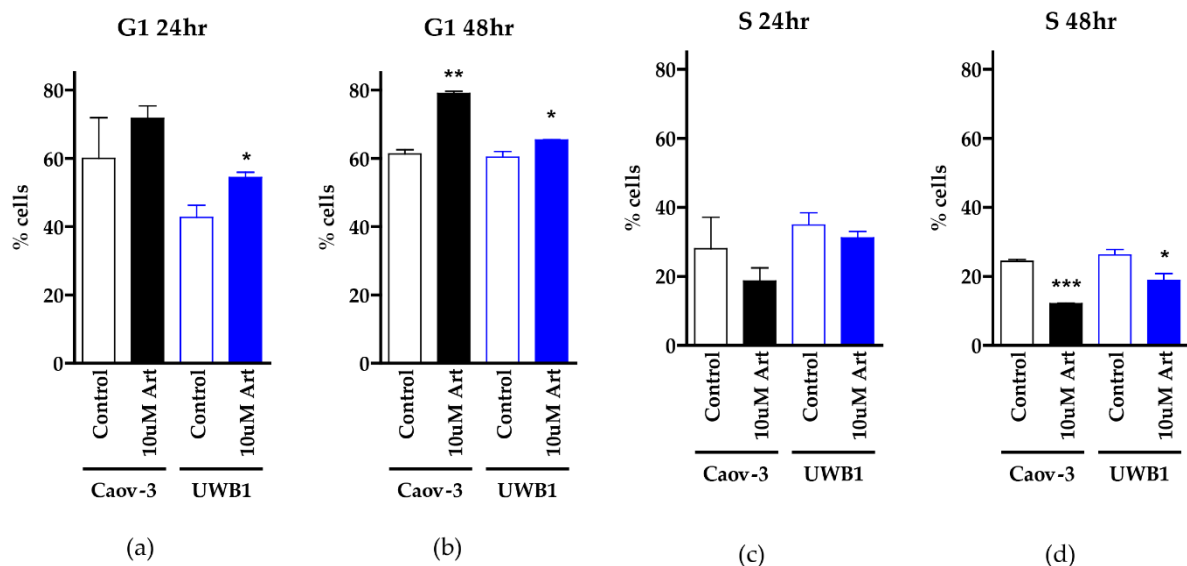 G1 24hr
% cells
80
60
40
20
0
*
Control
10uM Art
Control
10uM Art
Caov-3
UWB1
(a)
G1 48hr
% cells
80
60
40
20
0
**
*
Control
10uM Art
Control
10uM Art
Caov-3
UWB1
(b)
S 24hr
% cells
80
60
40
20
0
Control
10uM Art
Control
10uM Art
Caov-3
UWB1
(c)
S 48hr
% cells
80
60
40
20
0
***
*
Control
10uM Art
Control
10uM Art
Caov-3
UWB1
(d)